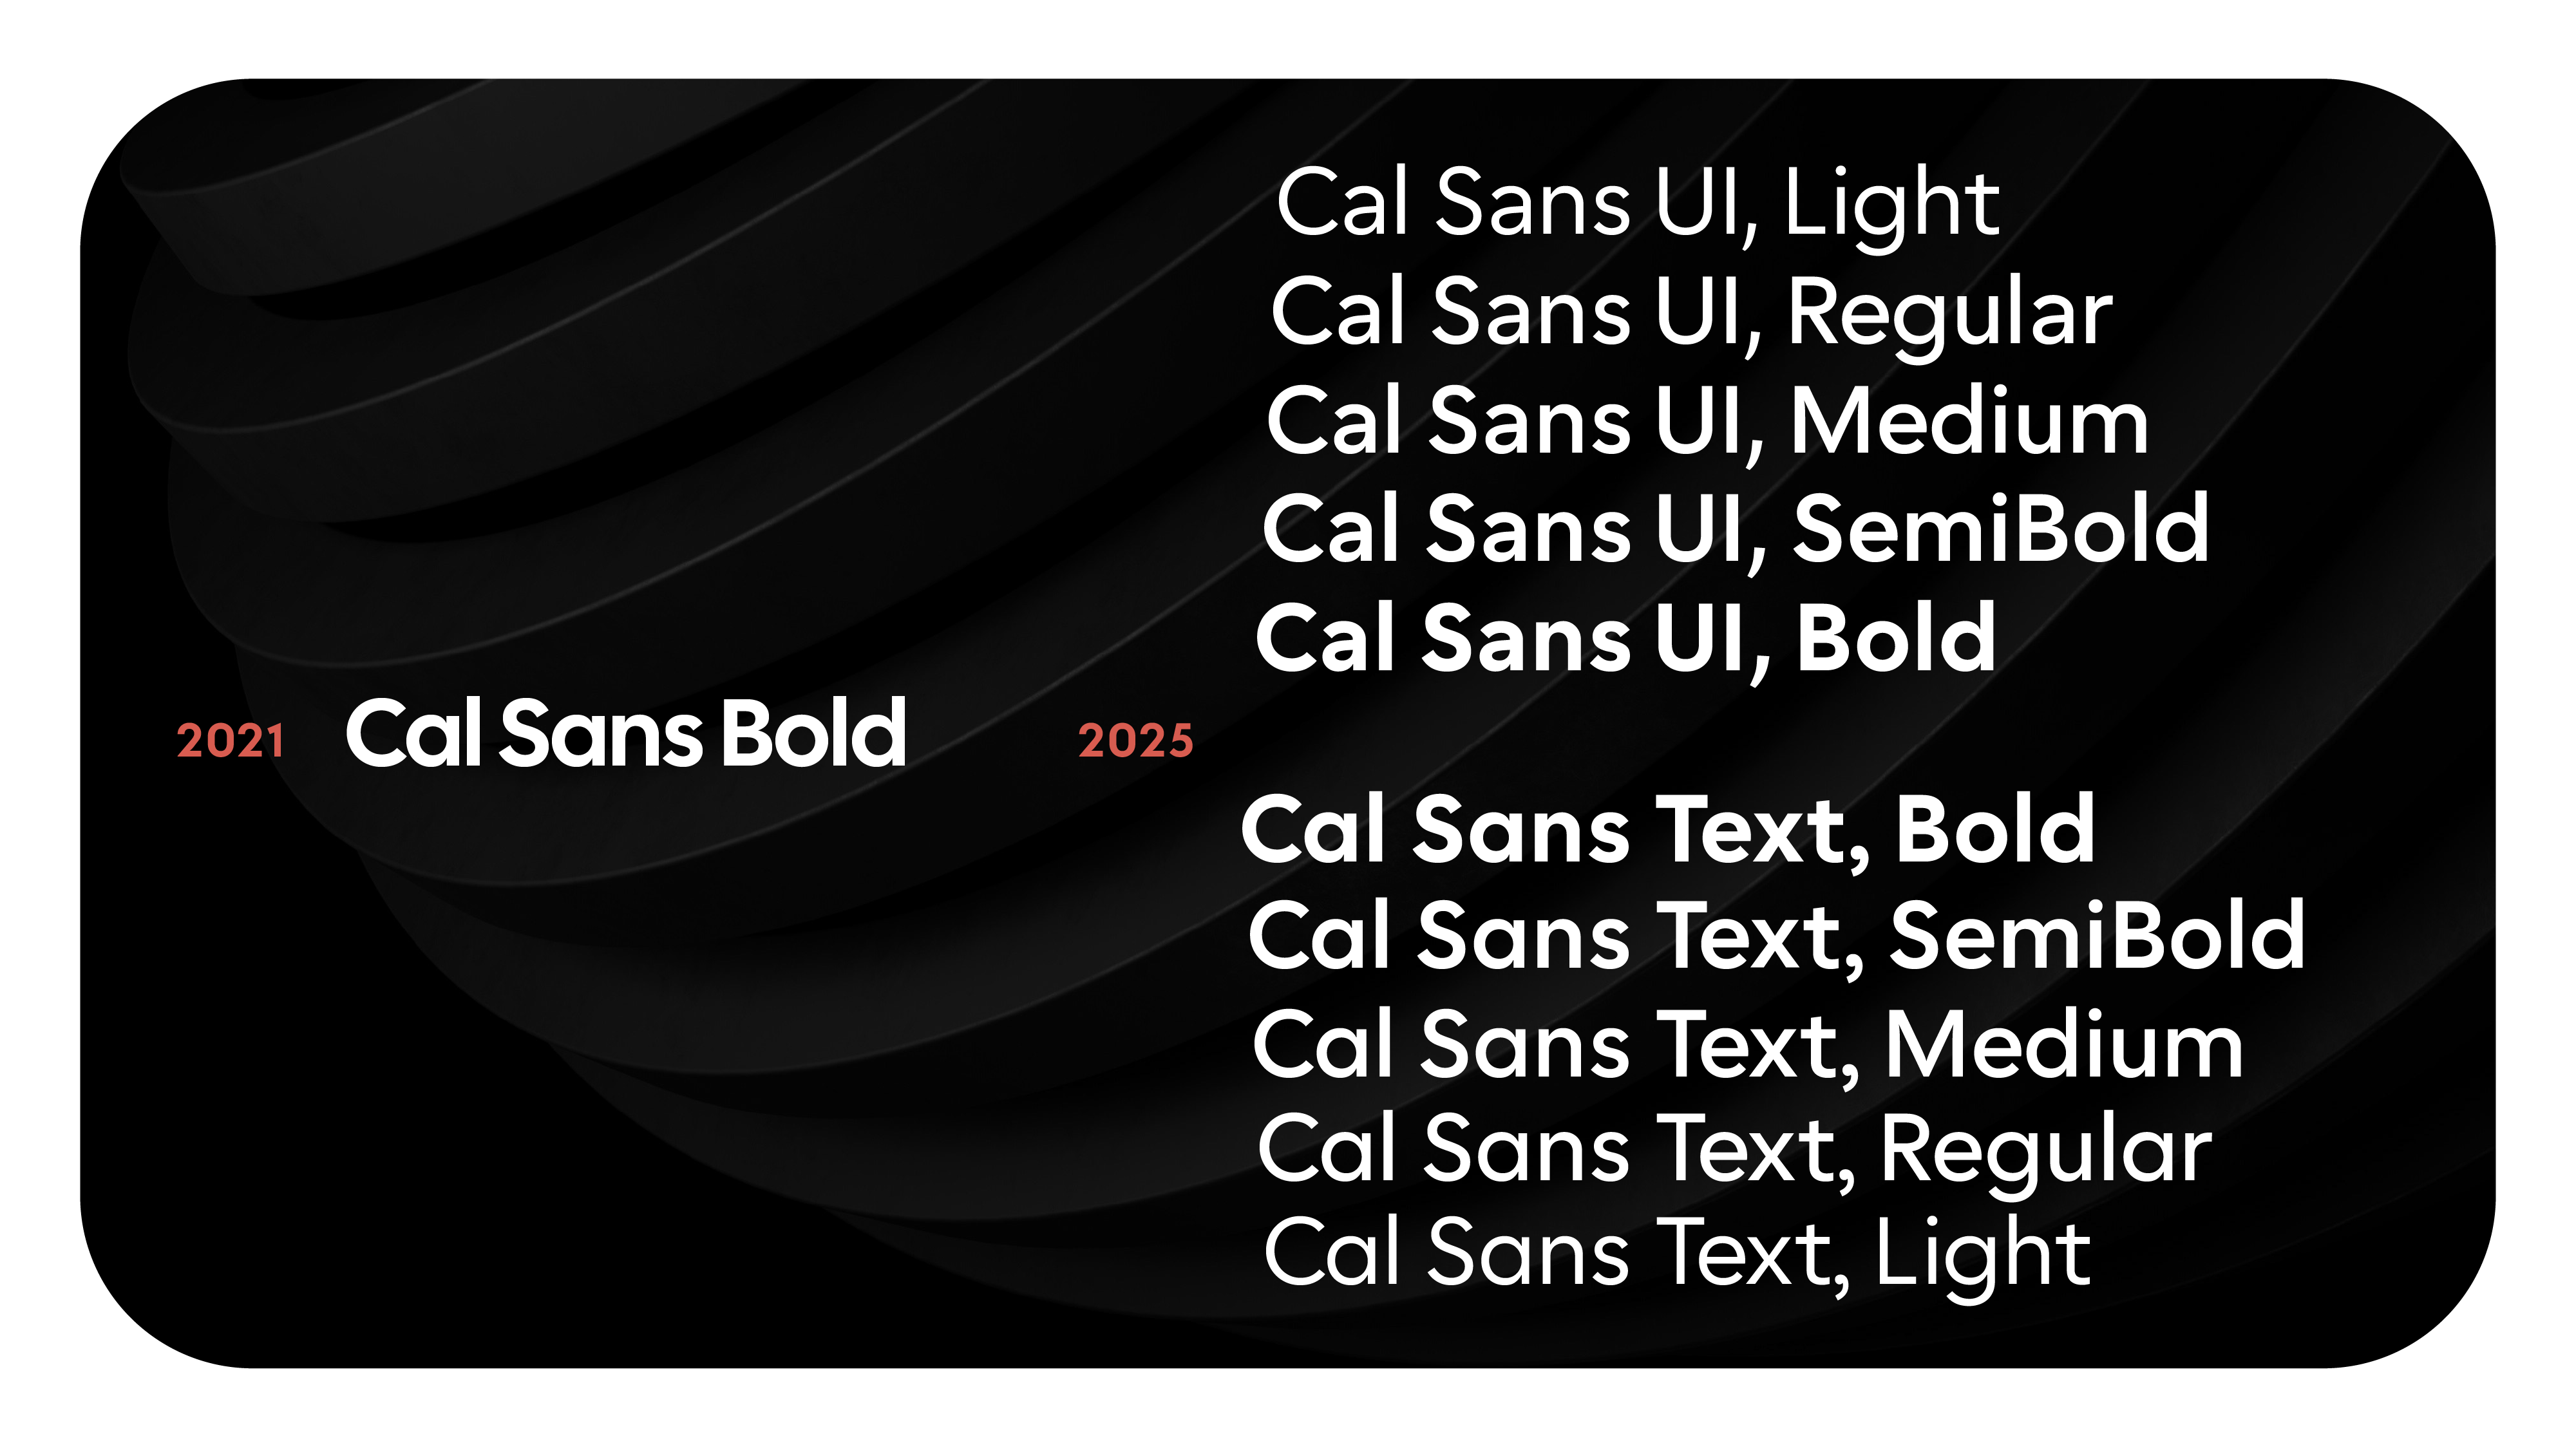 2021
Cal Sans Bold
2025
Cal Sans UI, Light
Cal Sans UI, Regular
Cal Sans UI, Medium
Cal Sans UI, SemiBold
Cal Sans UI, Bold
Cal Sans Text, Bold
Cal Sans Text, SemiBold
Cal Sans Text, Medium
Cal Sans Text, Regular
Cal Sans Text, Light